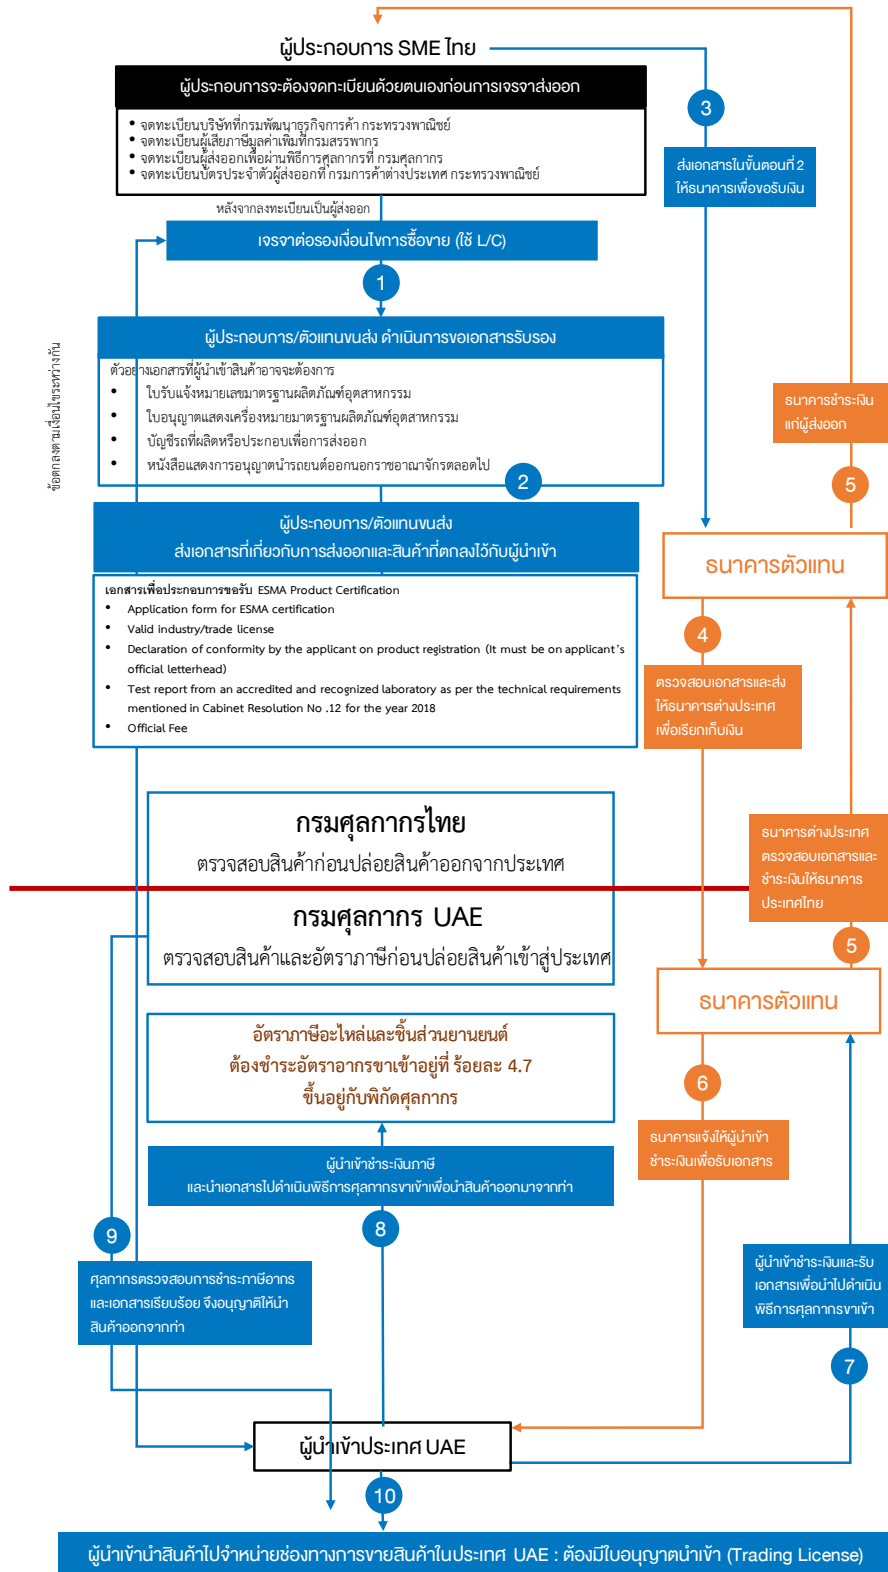 ผู้ประกอบการ SME ไทย
ผู้ประกอบการจะต้องจดทะเบียนด้วยตนเองก่อนการเจรจาส่งออก
• จดทะเบียนบริษัทที่กรมพัฒนาธุรกิจการค้า กระทรวงพาณิชย์
• จดทะเบียนผู้เสียภาษีมูลค่าเพิ่มที่กรมสรรพากร
• จดทะเบียนผู้ส่งออกเพื่อผ่านพิธีการศุลกากรที่ กรมศุลกากร
• จดทะเบียนบัตรประจำตัวผู้ส่งออกที่ กรมการค้าต่างประเทศ กระทรวงพาณิชย์
3
ส่งเอกสารในขั้นตอนที่ 2
ให้ธนาคารเพื่อขอรับเงิน
หลังจากลงทะเบียนเป็นผู้ส่งออก
เจรจาต่อรองเงื่อนไขการซื้อขาย (ใช้ L/C)
1
ข้อตกลงตามเงื่อนไขระหว่างกัน
ผู้ประกอบการ/ตัวแทนขนส่ง ดำเนินการขอเอกสารรับรอง
ตัวอย่างเอกสารที่ผู้นำเข้าสินค้าอาจจะต้องการ
• ใบรับแจ้งหมายเลขมาตรฐานผลิตภัณฑ์อุตสาหกรรม
• ใบอนุญาตแสดงเครื่องหมายมาตรฐานผลิตภัณฑ์อุตสาหกรรม
• บัญชีรถที่ผลิตหรือประกอบเพื่อการส่งออก
• หนังสือแสดงการอนุญาตนำรถยนต์ออกนอกราชอาณาจักรตลอดไป
2
ธนาคารชำระเงิน
แก่ผู้ส่งออก
5
ผู้ประกอบการ/ตัวแทนขนส่ง
ส่งเอกสารที่เกี่ยวกับการส่งออกและสินค้าที่ตกลงไว้กับผู้นำเข้า
ธนาคารตัวแทน
เอกสารเพื่อประกอบการขอรับ ESMA Product Certification
• Application form for ESMA certification
• Valid industry/trade license
• Declaration of conformity by the applicant on product registration (It must be on applicant's
official letterhead)
• Test report from an accredited and recognized laboratory as per the technical requirements
mentioned in Cabinet Resolution No .12 for the year 2018
• Official Fee
4
ตรวจสอบเอกสารและส่ง
ให้ธนาคารต่างประเทศ
เพื่อเรียกเก็บเงิน
กรมศุลกากรไทย
ตรวจสอบสินค้าก่อนปล่อยสินค้าออกจากประเทศ
กรมศุลกากร UAE
ตรวจสอบสินค้าและอัตราภาษีก่อนปล่อยสินค้าเข้าสู่ประเทศ
ธนาคารต่างประเทศ
ตรวจสอบเอกสารและ
ชำระเงินให้ธนาคาร
ประเทศไทย
5
ธนาคารตัวแทน
อัตราภาษีอะไหล่และชิ้นส่วนยานยนต์
ต้องชำระอัตราอากรขาเข้าอยู่ที่ ร้อยละ 4.7
ขึ้นอยู่กับพิกัดศุลกากร
6
ธนาคารแจ้งให้ผู้นำเข้า
ชำระเงินเพื่อรับเอกสาร
ผู้นำเข้าชำระเงินภาษี
และนำเอกสารไปดำเนินพิธีการศุลกากรขาเข้าเพื่อนำสินค้าออกมาจากท่า
8
9
ศุลกากรตรวจสอบการชำระภาษีอากร
และเอกสารเรียบร้อย จึงอนุญาติให้นำ
สินค้าออกจากท่า
ผู้นำเข้าชำระเงินและรับ
เอกสารเพื่อนำไปดำเนิน
พิธีการศุลกากรขาเข้า
7
ผู้นำเข้าประเทศ UAE
10
ผู้นำเข้านำสินค้าไปจำหน่ายช่องทางการขายสินค้าในประเทศ UAE : ต้องมีใบอนุญาตนำเข้า (Trading License)